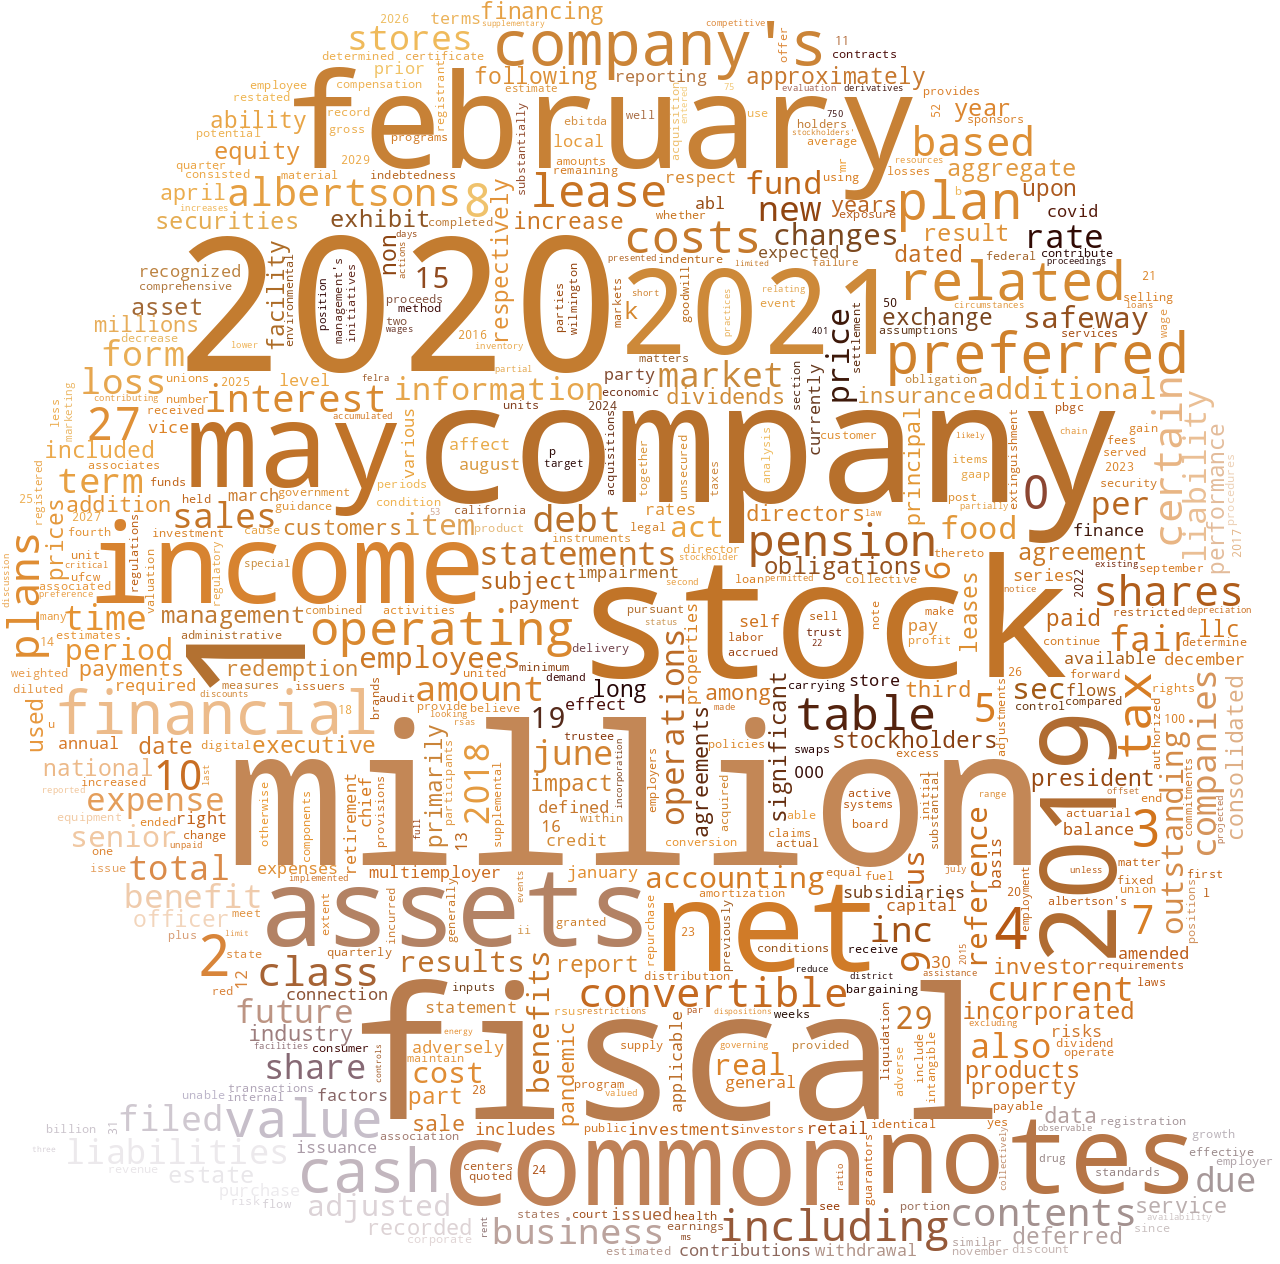 2026 terms financing
supplementary competitive
stores company's offer 11
determined certificate contracts
prior following reporting approximately
employee compensation registrant estimate 75 evaluation derivatives provides
restated february year
ability record ebitda well acquisition entered use 750 holders 52 sponsors
potential gross programs substantially local stockholders' average based
equity 2029 amounts mr resources
quarter material remaining losses aggregate
consisted indebtedness respect fund using
april albertsons 8 lease abl new years plan upon
increases whether exposure b covid
securities exhibit completed increase costs changes result rate
non days respectively presented indenture expected dated federal contribute
recognized facility actions limited failure proceedings
comprehensive 2020 15 markets short goodwill relating 21
asset environmental position management's initiatives proceeds parties wilmington k 2021 event 50 exchange circumstances selling loans
millions two method practices 401 assumptions safeway
decrease wages 2016 settlement services wage
form lower inventory matters price related
unions felra partial party market section preferred
loss 2025 level information economic dividends currently obligation
less marketing contributing number interest accumulated units 2024 insurance additional certain pbgc
27 received may company customer principal likely chain gain
vice various affect p acquisitions together unsecured taxes analysis items fees liability
included associates august target gaap served performance
term funds periods 2023 procedures
25 registered held march government condition 0 post extinguishment security per
addition 2027 guidance 53 california rates directors law partially
plans prices fourth sales customers item product debt legal act food finance 2017
discussion investment cause instruments pension
unit regulations income statements director thereto agreement
critical ufcw valuation regulatory special stockholder obligations existing september
associated subject impairment loan permitted collective 6 series 2022
preference second stock leases notice shares
many time management combined activities payment pursuant note make paid restricted depreciation
14 estimates 1 operating status self sell pay fair determine
administrative labor trust profit continue llc
period employees delivery properties accrued 22 available december
weighted payments redemption united minimum 26 forward
diluted required measures issuers demand long among carrying store third sec flows rights
discounts brands audit amount operations significant control compared
used u financial 18 provide believe effect made table 5 tax authorized 100 companies
looking rsas 19 swaps stockholders adjustments outstanding
annual date digital executive primarily participants 2018 trustee june agreements policies excess commitments consolidated
national last million impact incorporation 000 2019 president
reported increased 10 otherwise components retirement chief provisions supplemental defined employers acquired active range offset end
equipment expense full 13 within systems initial substantial actuarial projected
ended right 16 able board 3
senior change unpaid credit conversion claims actual reference balance
one matter
issue total expenses implemented multiemployer january accounting equal fuel july basis unless fixed first
benefit assets events amortization us subsidiaries 20 employment union 1
meet extent incurred generally granted net capital albertson's 7
officer limit ii repurchase previously 23 4 positions
plus state quarterly conditions receive inc 2015 amended
2 12 class results report distribution reduce district 9 30 investor requirements
red connection inputs benefits convertible bargaining assistance laws
future statement rsus restrictions par dispositions weeks liquidation 29 current
industry fiscal energy applicable governing excluding incorporated
facilities consumer controls adversely pandemic supply provided adverse include intangible also risks
share maintain cost real dividend operate
transactions program general products
unable internal factors part 28 valued property
billion 31 filed value sale includes public investments investors retail identical yes payable data registration
association observable growth
three liabilities issuance common notes collectively
revenue estate centers 24 ratio guarantors drug effective employer
purchase cash quoted standards due
risk flow adjusted states court issued health see portion contents service availability
recorded rent earnings including since
corporate business estimated ms contributions withdrawal similar deferred
november discount